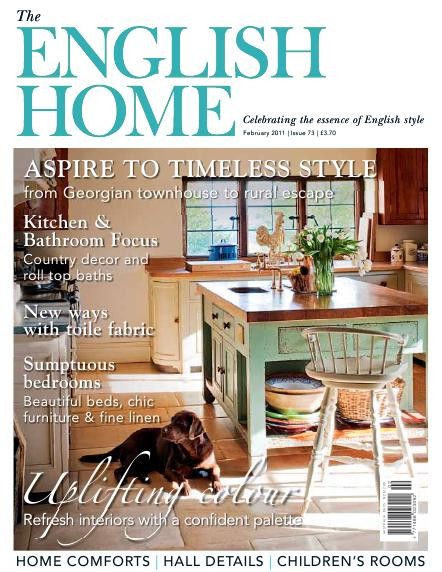 The
ENGLISH
HOME
Celebrating the essence of English style
February 2011 | Issue 73 | £3.70
ASPIRE TO TIMELESS STYLE
from Georgian townhouse to rural escape
Kitchen &
Bathroom Focus
Country decor and
roll top baths
New ways
with toile fabric
Sumptuous
bedrooms
Beautiful beds, chic
furniture & fine linen
Uplifting colour
Refresh interiors with a confident palette
HOME COMFORTS | HALL DETAILS | CHILDREN'S ROOMS